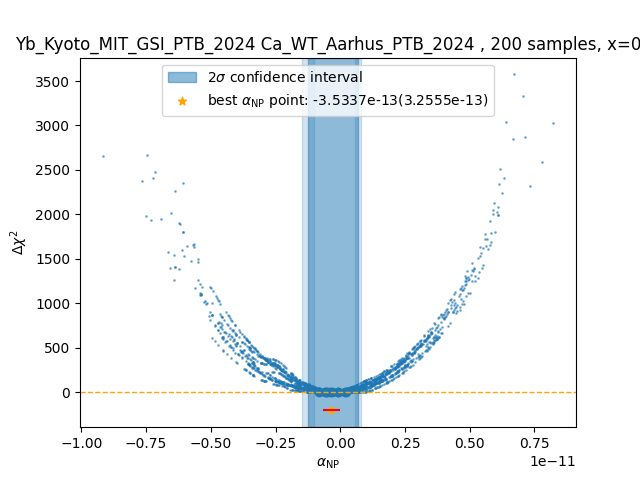 Yb_Kyoto_MIT_GSI_PTB_2024 Ca_WT_Aarhus_PTB_2024 , 200 samples, x=0
2σ confidence interval
best α_NP point: -3.5337e-13(3.2555e-13)
Δχ²
3500
3000
2500
2000
1500
1000
500
0
−1.00 −0.75 −0.50 −0.25 0.00 0.25 0.50 0.75
1e−11
α_NP